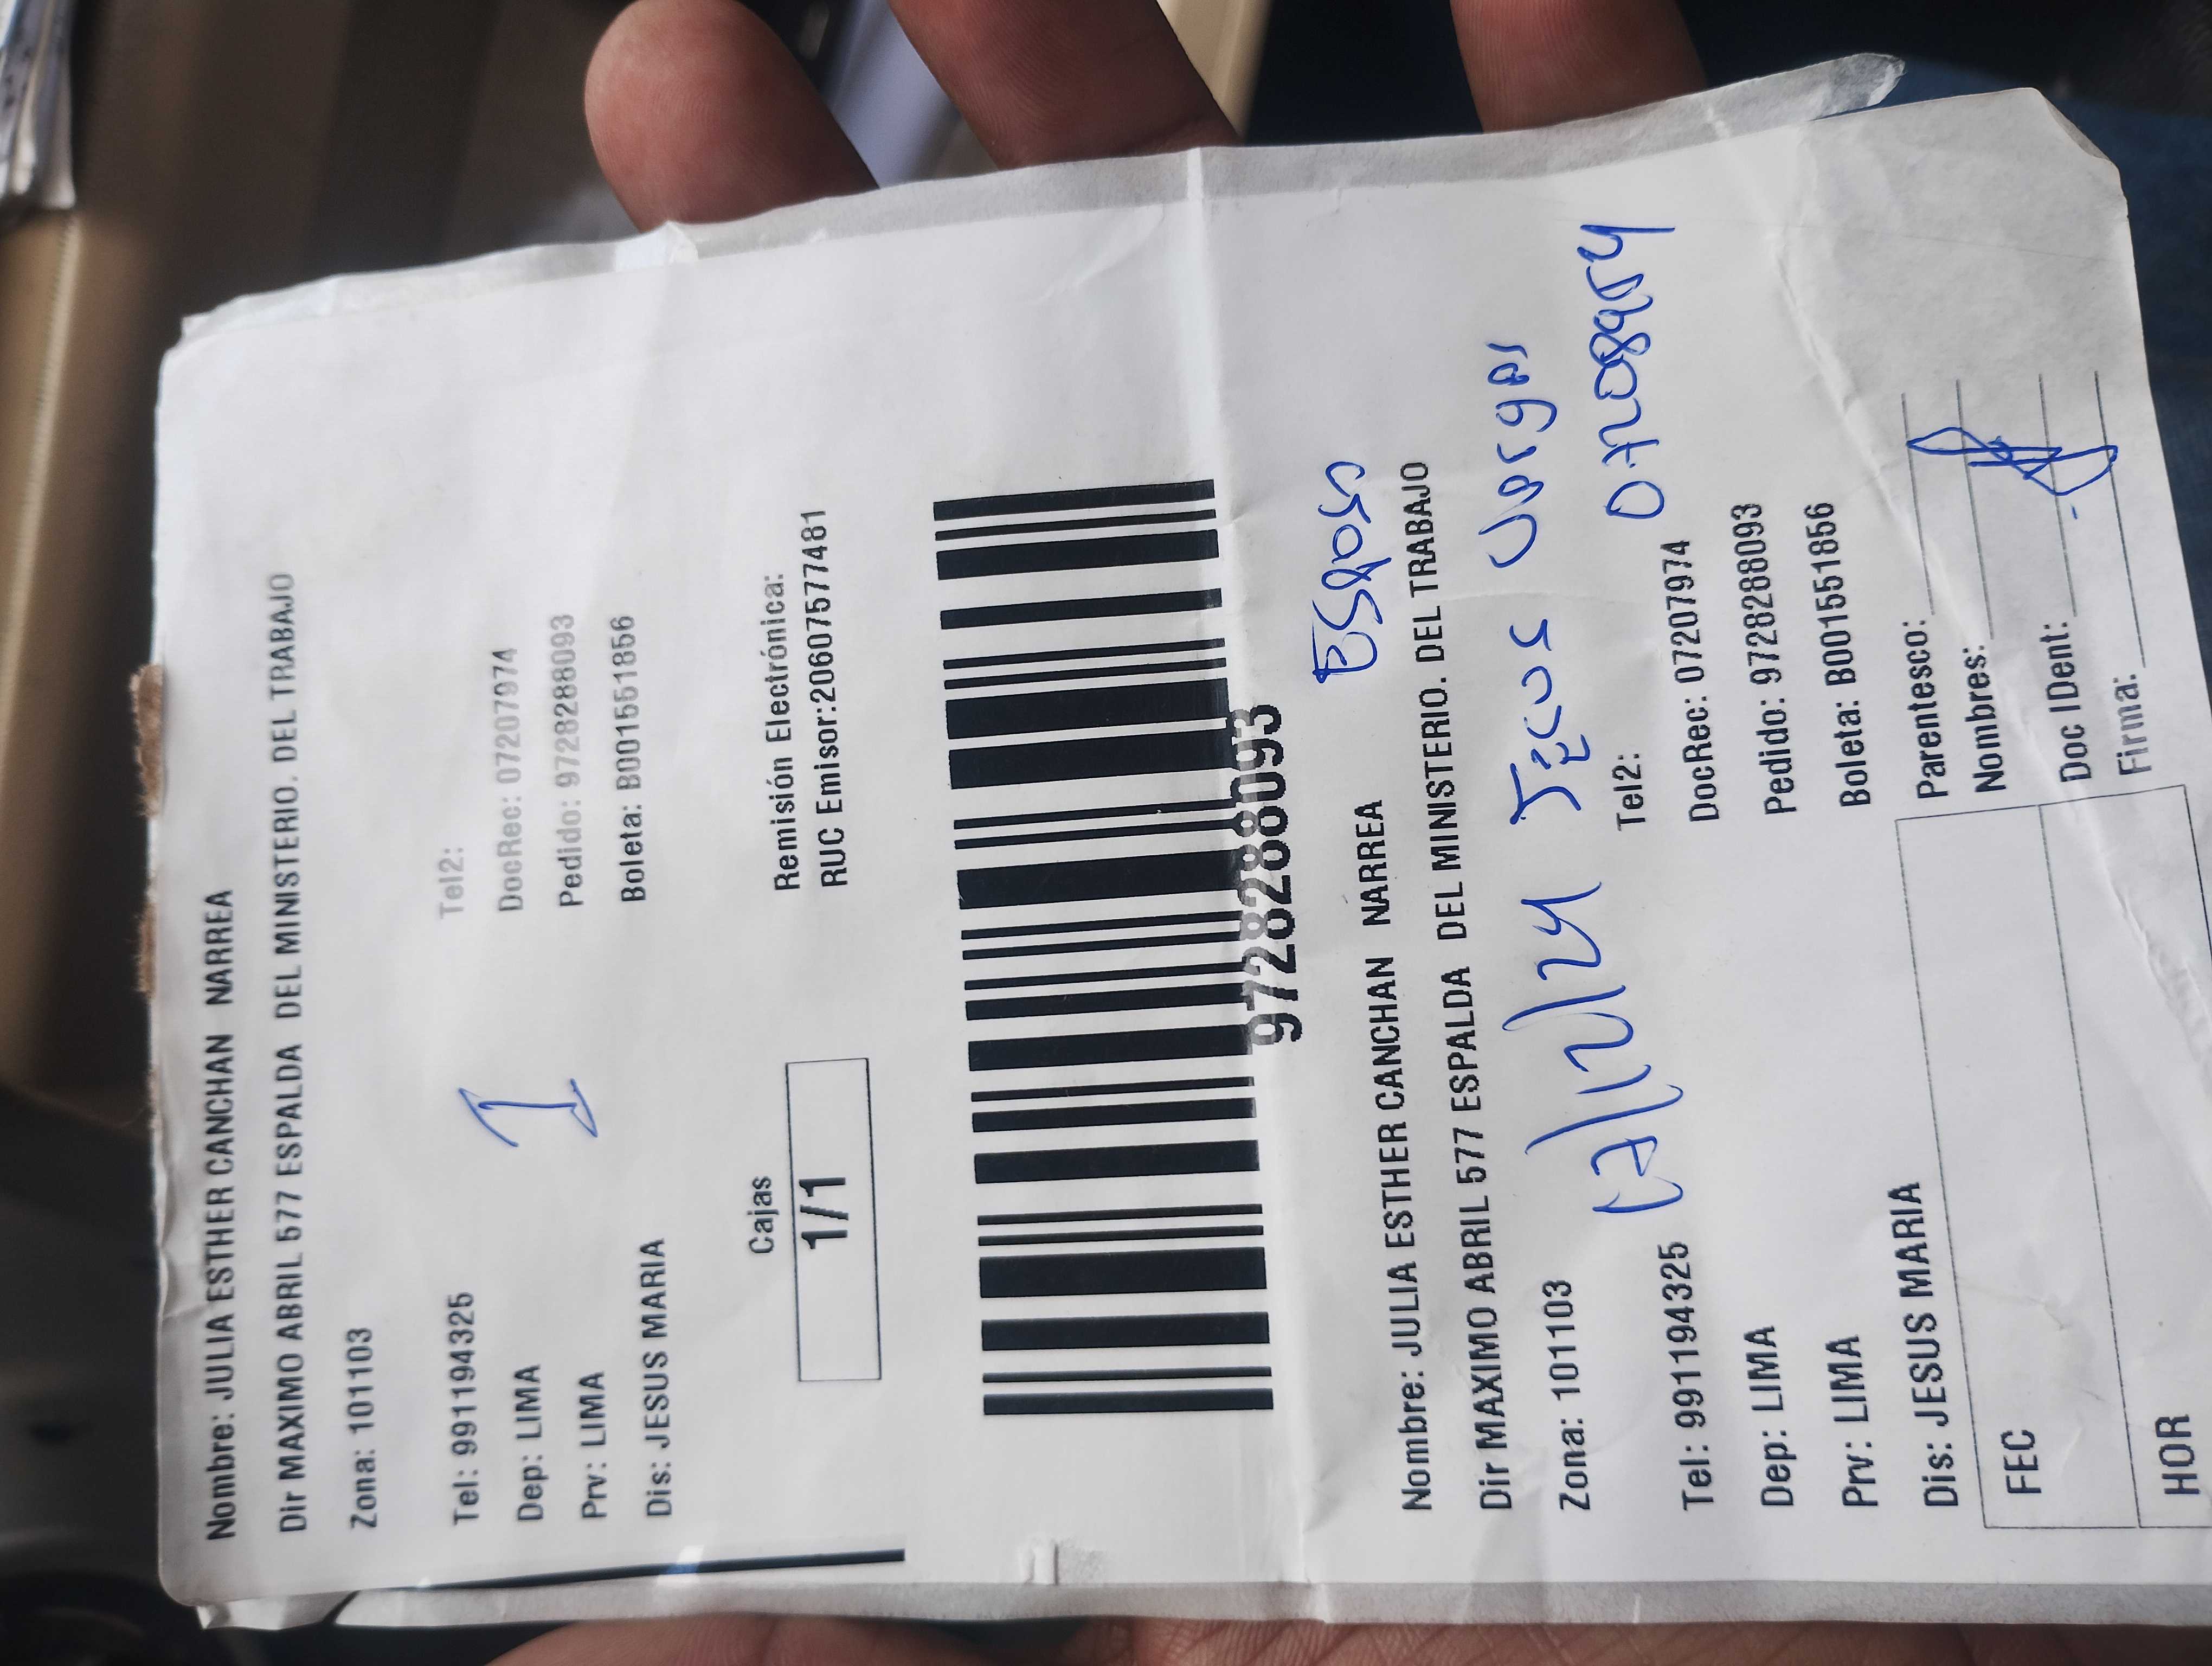 Nombre: JULIA ESTHER CANCHAN NARREA
Dir MAXIMO ABRIL 577 ESPALDA DEL MINISTERIO. DEL TRABAJO
Zona: 101103
Tel: 991194325 Tel2:
Dep: LIMA DocRec: 07207974
Prv: LIMA Pedido: 97282288093
Dis: JESUS MARIA Boleta: B001551856
1
Cajas
1/1
Remisión Electrónica:
RUC Emisor:20607577481
97282288093
Esposo
Nombre: JULIA ESTHER CANCHAN NARREA
Dir MAXIMO ABRIL 577 ESPALDA DEL MINISTERIO. DEL TRABAJO
Zona: 101103
Tel: 991194325 Tel2:
Dep: LIMA DocRec: 07207974
Prv: LIMA Pedido: 97282288093
Dis: JESUS MARIA Boleta: B001551856
FEC
HOR
Parentesco:
Nombres:
Doc IDent:
Firma: